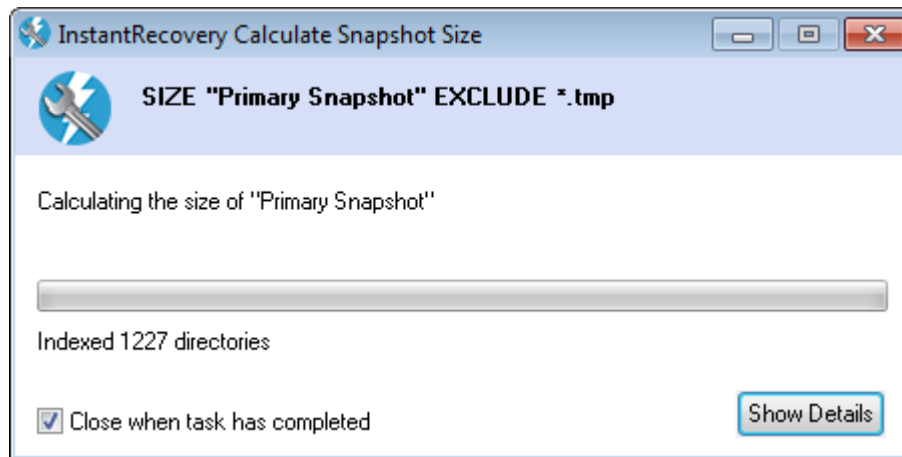 InstantRecovery Calculate Snapshot Size
SIZE "Primary Snapshot" EXCLUDE *.tmp
Calculating the size of "Primary Snapshot"
Indexed 1227 directories
Close when task has completed
Show Details